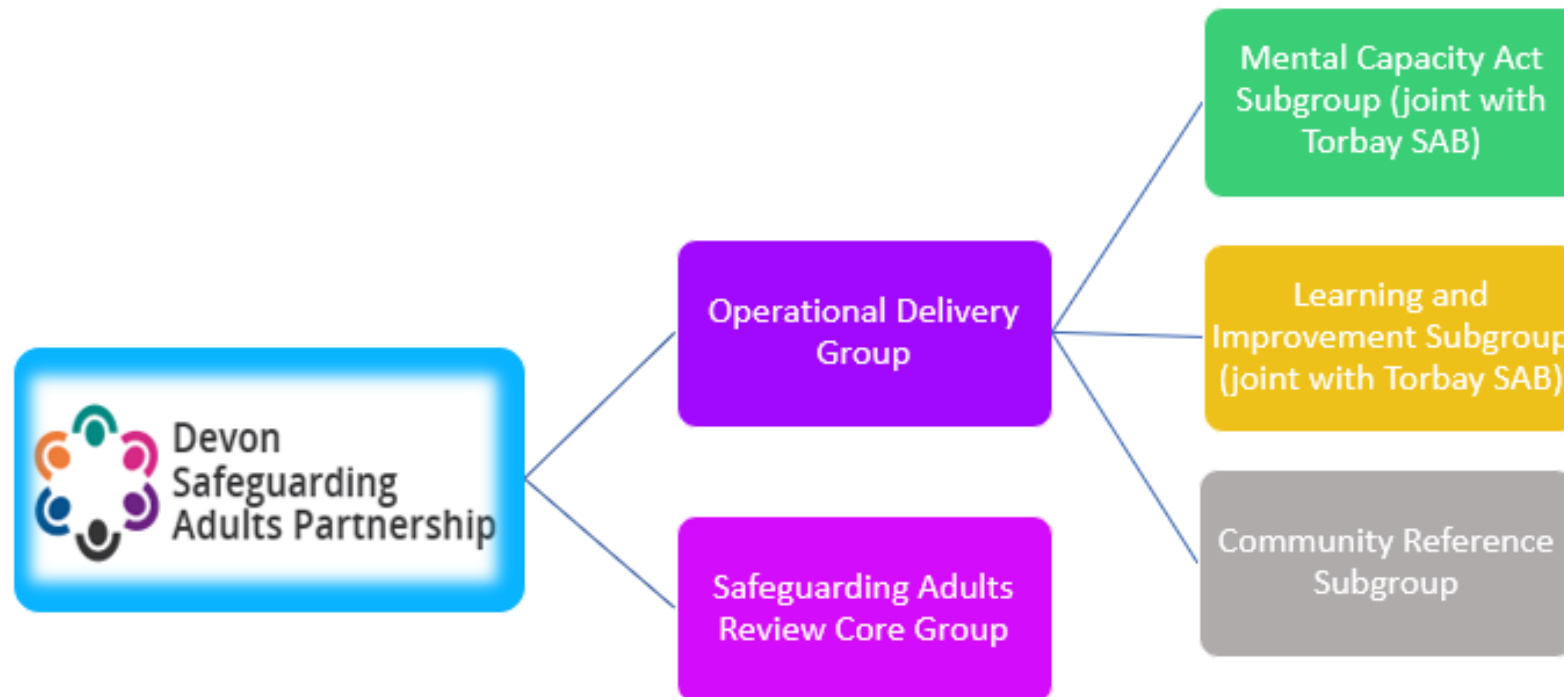 Devon
Safeguarding
Adults Partnership
Operational Delivery
Group
Safeguarding Adults
Review Core Group
Mental Capacity Act
Subgroup (joint with
Torbay SAB)
Learning and
Improvement Subgroup
(joint with Torbay SAB)
Community Reference
Subgroup